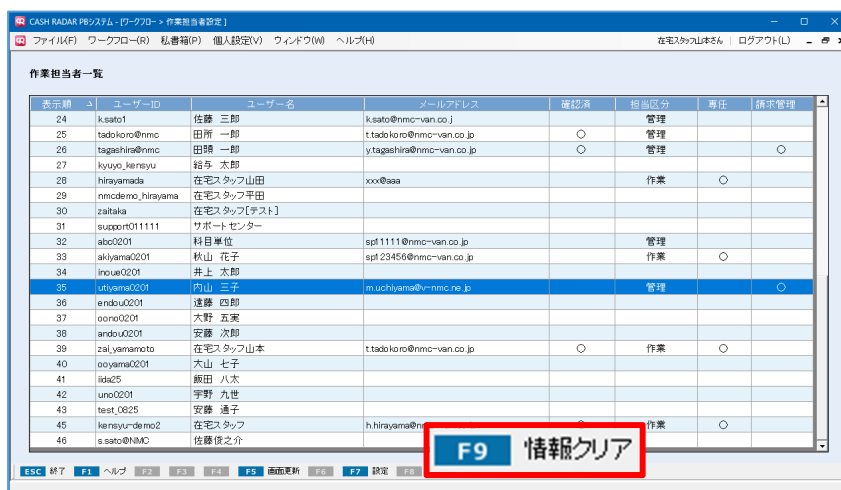 CASH RADAR PBシステム - [ワークフロー > 作業担当者設定 ]
ファイル(F) ワークフロー(R) 私書箱(P) 個人設定(V) ウィンドウ(W) ヘルプ(H) 在宅スタッフ山本さん ログアウト(L)
作業担当者一覧
表示順 ユーザーID ユーザー名 メールアドレス 確認済 担当区分 専任 請求管理
24 k.sato1 佐藤 三郎 k.sato@nmc-van.co.j 管理
25 tadokoro@nmc 田所 一郎 t.tadokoro@nmc-van.co.jp ○ 管理
26 tagashira@nmc 田頭 一郎 y.tagashira@nmc-van.co.jp ○ 管理 ○
27 kyuyo_kensyu 給与 太郎
28 hirayamada 在宅スタッフ山田 xxx@aaa 作業 ○
29 nmcdemo_hirayama 在宅スタッフ平田
30 zaitaka 在宅スタッフ[テスト]
31 support011111 サポートセンター
32 abc0201 科目単位 sp11111@nmc-van.co.jp 管理
33 akiyama0201 秋山 花子 sp123456@nmc-van.co.jp 作業 ○
34 inoue0201 井上 太郎
35 utiyama0201 内山 三子 m.uchiyama@v-nmc.ne.jp 管理 ○
36 endou0201 遠藤 四郎
37 oono0201 大野 五実
38 andou0201 安藤 次郎
39 zai_yamamoto 在宅スタッフ山本 t.tadokoro@nmc-van.co.jp ○ 作業 ○
40 ooyama0201 大山 七子
41 iida25 飯田 八太
42 uno0201 宇野 九世
43 test_0825 安藤 通子
45 kensyu-demo2 在宅スタッフ h.hirayama@n 作業 ○
46 s.sato@NMC 佐藤俊之介
F9 情報クリア
ESC 終了 F1 ヘルプ F2 F3 F4 F5 画面更新 F6 F7 設定 F8